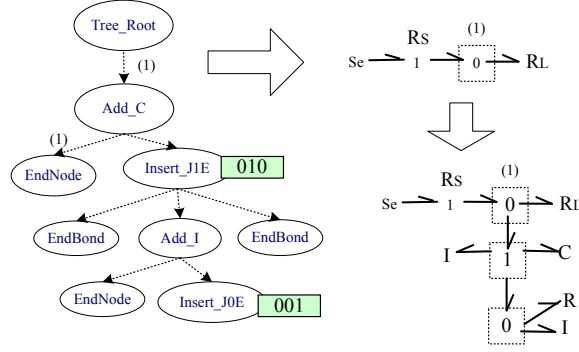 Tree_Root
(1)
Add_C
(1)
EndNode
Insert_J1E
010
EndBond
Add_I
EndBond
EndNode
Insert_J0E
001
(1)
Se
RS
1
0
RL
(1)
Se
RS
1
0
RL
I
1
C
0
R
I